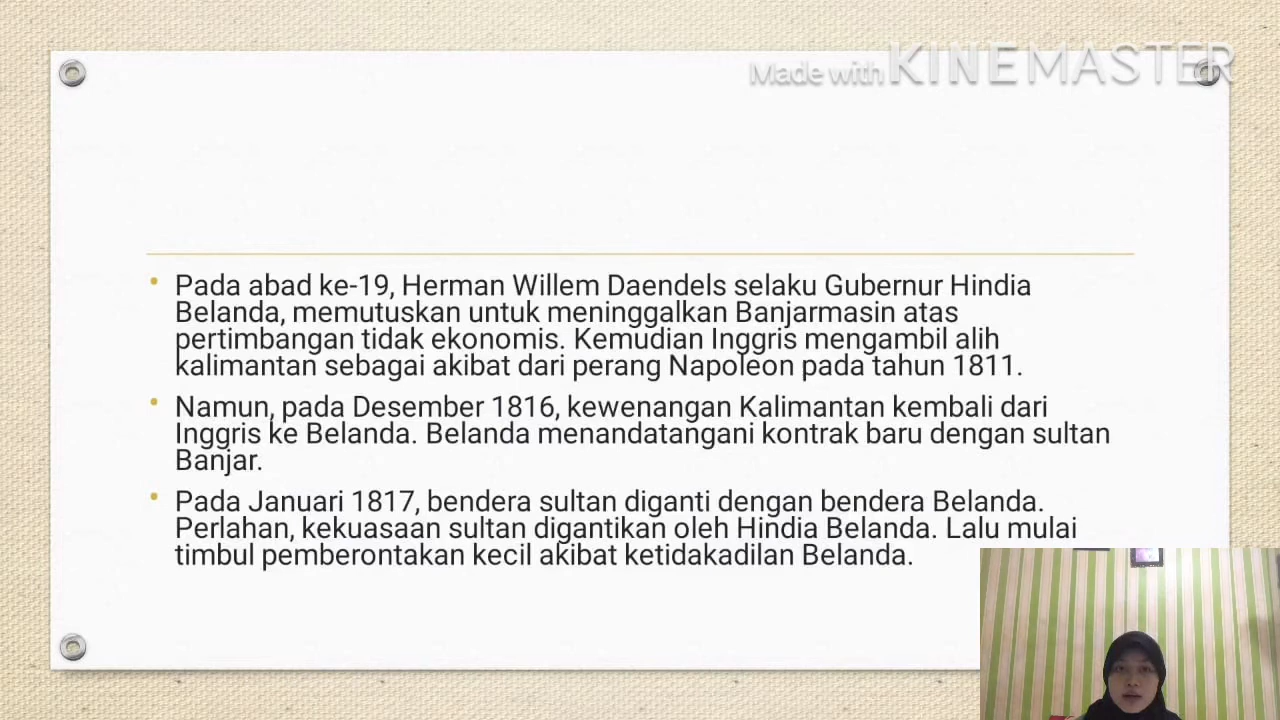 Made with KINEMASTER
• Pada abad ke-19, Herman Willem Daendels selaku Gubernur Hindia
Belanda, memutuskan untuk meninggalkan Banjarmasin atas
pertimbangan tidak ekonomis. Kemudian Inggris mengambil alih
kalimantan sebagai akibat dari perang Napoleon pada tahun 1811.
• Namun, pada Desember 1816, kewenangan Kalimantan kembali dari
Inggris ke Belanda. Belanda menandatangani kontrak baru dengan sultan
Banjar.
• Pada Januari 1817, bendera sultan diganti dengan bendera Belanda.
Perlahan, kekuasaan sultan digantikan oleh Hindia Belanda. Lalu mulai
timbul pemberontakan kecil akibat ketidakadilan Belanda.